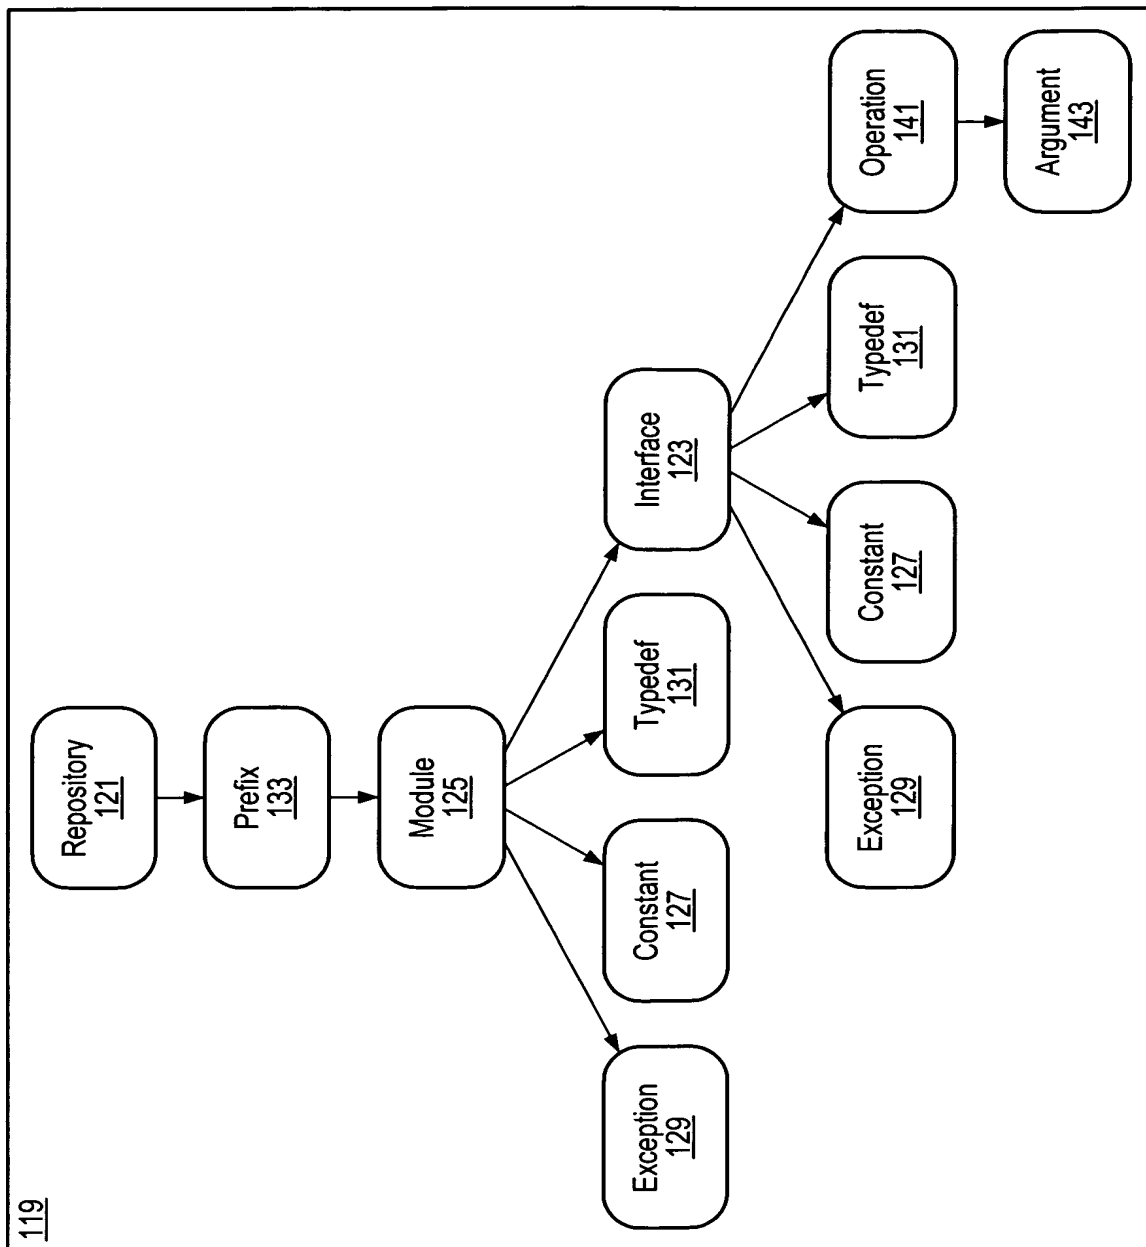 119
Repository
121
Prefix
133
Module
125
Exception
129
Constant
127
Typedef
131
Interface
123
Exception
129
Constant
127
Typedef
131
Operation
141
Argument
143